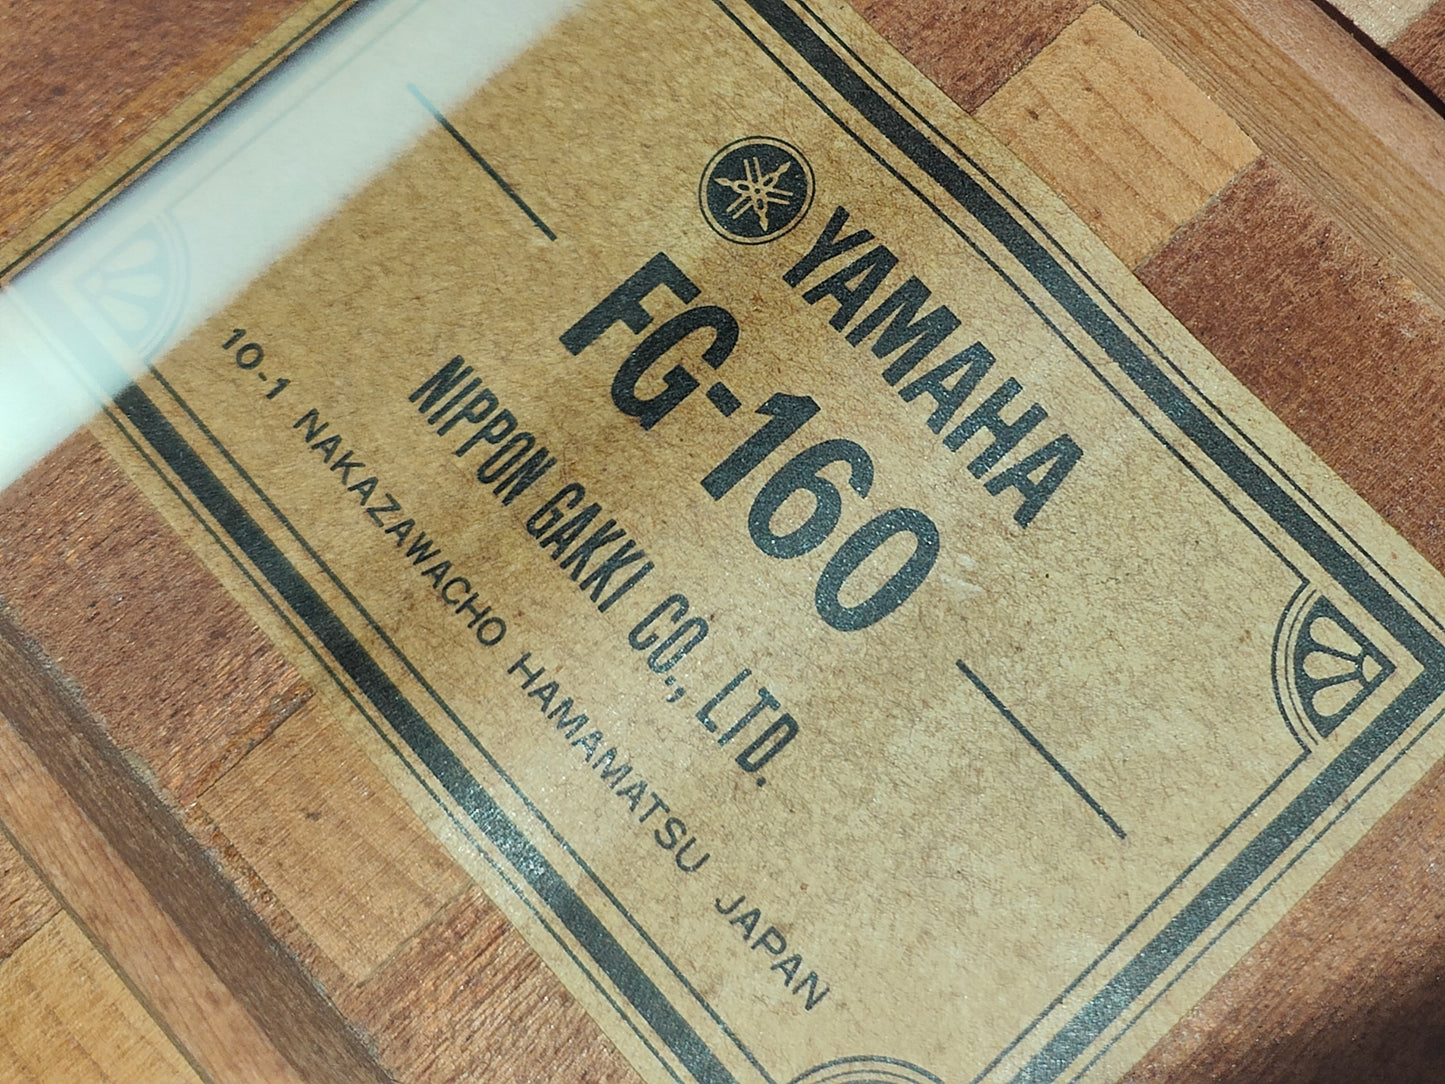 YAMAHA
FG-160
NIPPON GAKKI CO., LTD.
10-1 NAKAZAWACHO HAMAMATSU JAPAN